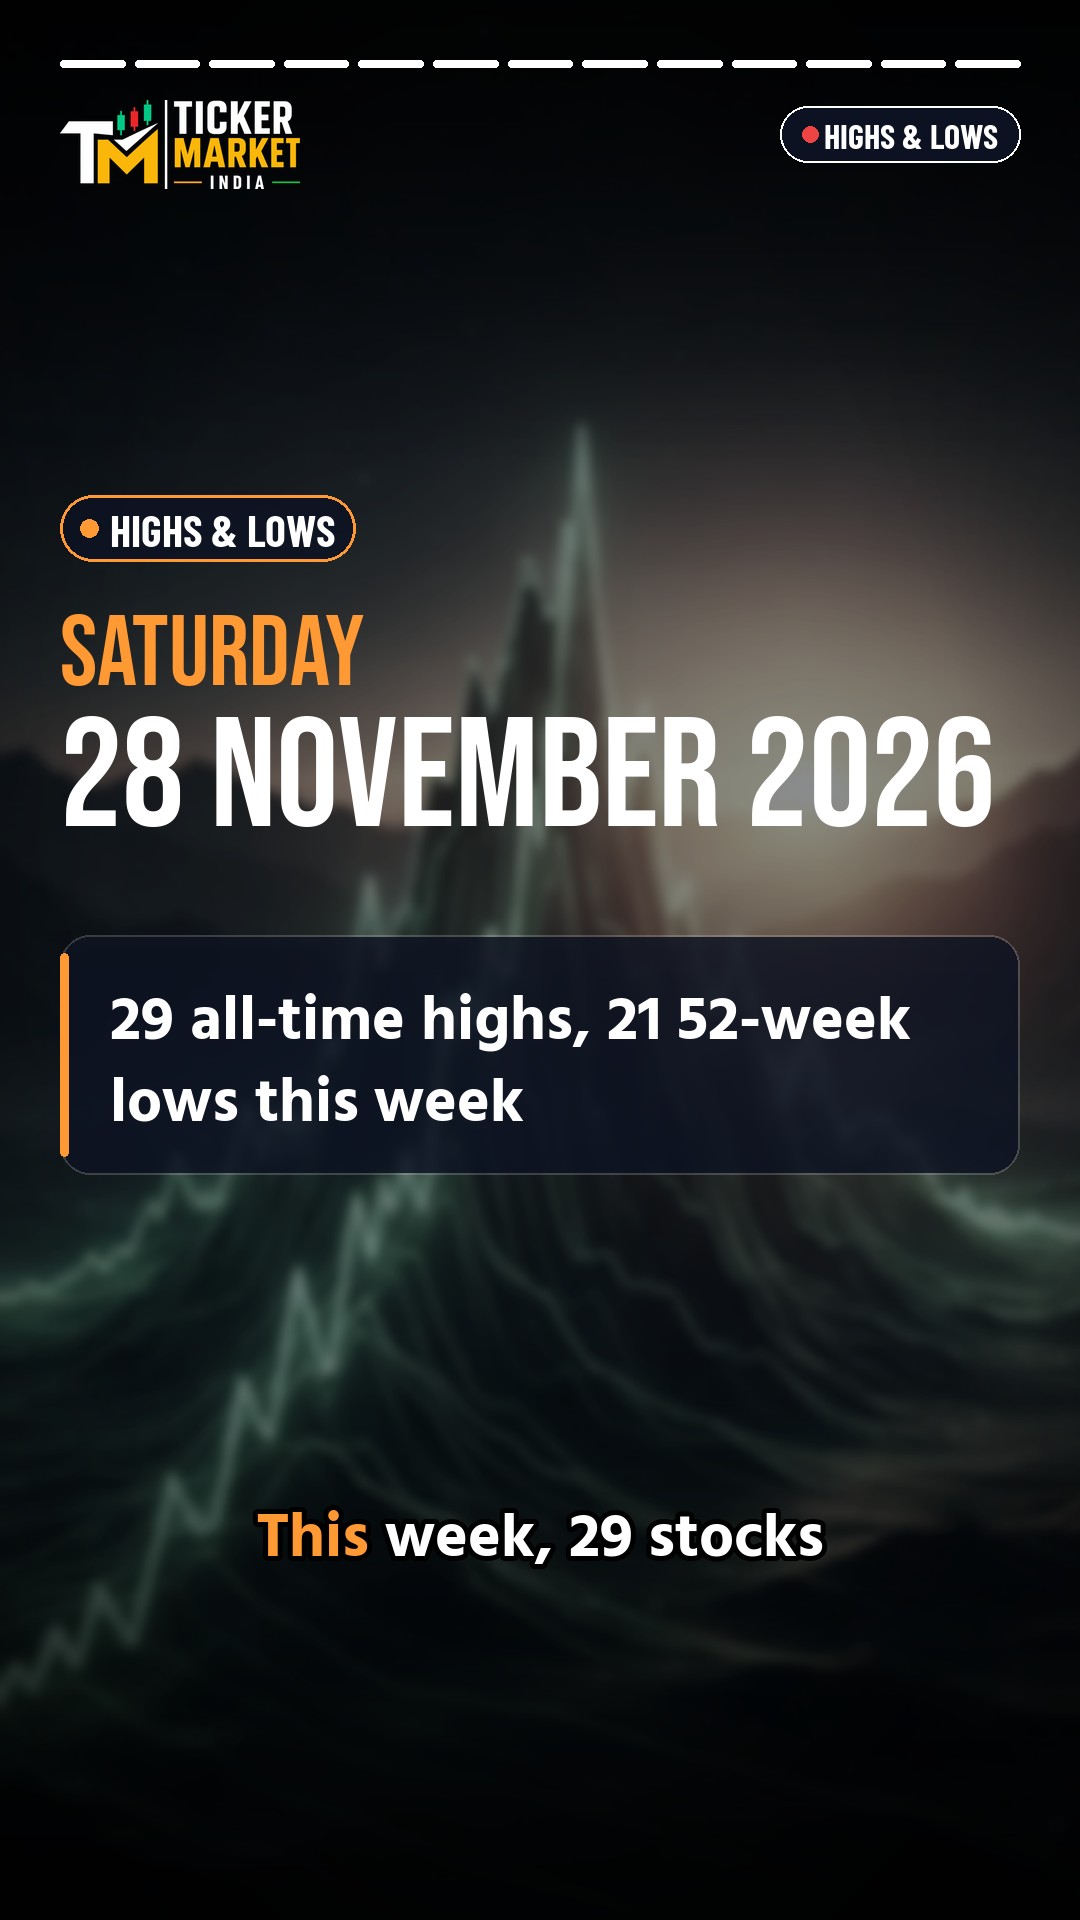 TM TICKER
MARKET
INDIA
HIGHS & LOWS
HIGHS & LOWS
SATURDAY
28 NOVEMBER 2026
29 all-time highs, 21 52-week
lows this week
This week, 29 stocks